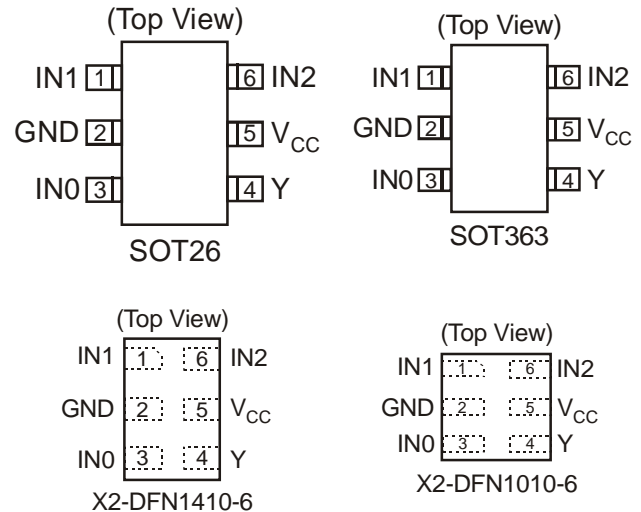 (Top View)
IN1 1 6 IN2
GND 2 5 VCC
IN0 3 4 Y
SOT26
(Top View)
IN1 1 6 IN2
GND 2 5 VCC
IN0 3 4 Y
SOT363
(Top View)
IN1 1 6 IN2
GND 2 5 VCC
IN0 3 4 Y
X2-DFN1410-6
(Top View)
IN1 1 6 IN2
GND 2 5 VCC
IN0 3 4 Y
X2-DFN1010-6